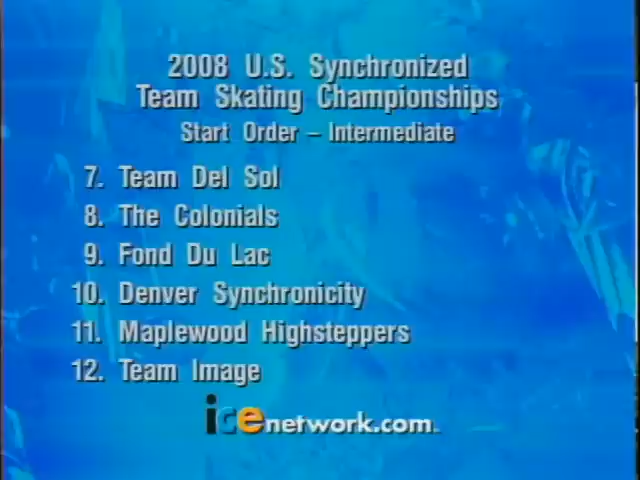 2008 U.S. Synchronized
Team Skating Championships
Start Order – Intermediate
7. Team Del Sol
8. The Colonials
9. Fond Du Lac
10. Denver Synchronicity
11. Maplewood Highsteppers
12. Team Image
icenetwork.com